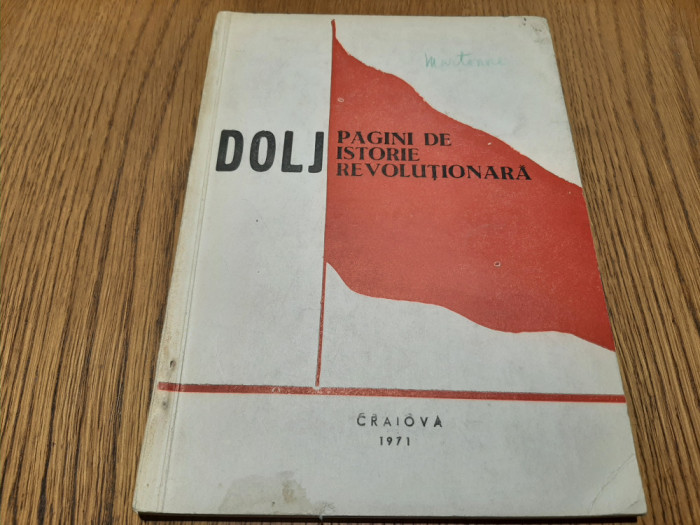 DOLJ
PAGINI DE
ISTORIE
REVOLUȚIONARĂ
CRAIOVA
1971